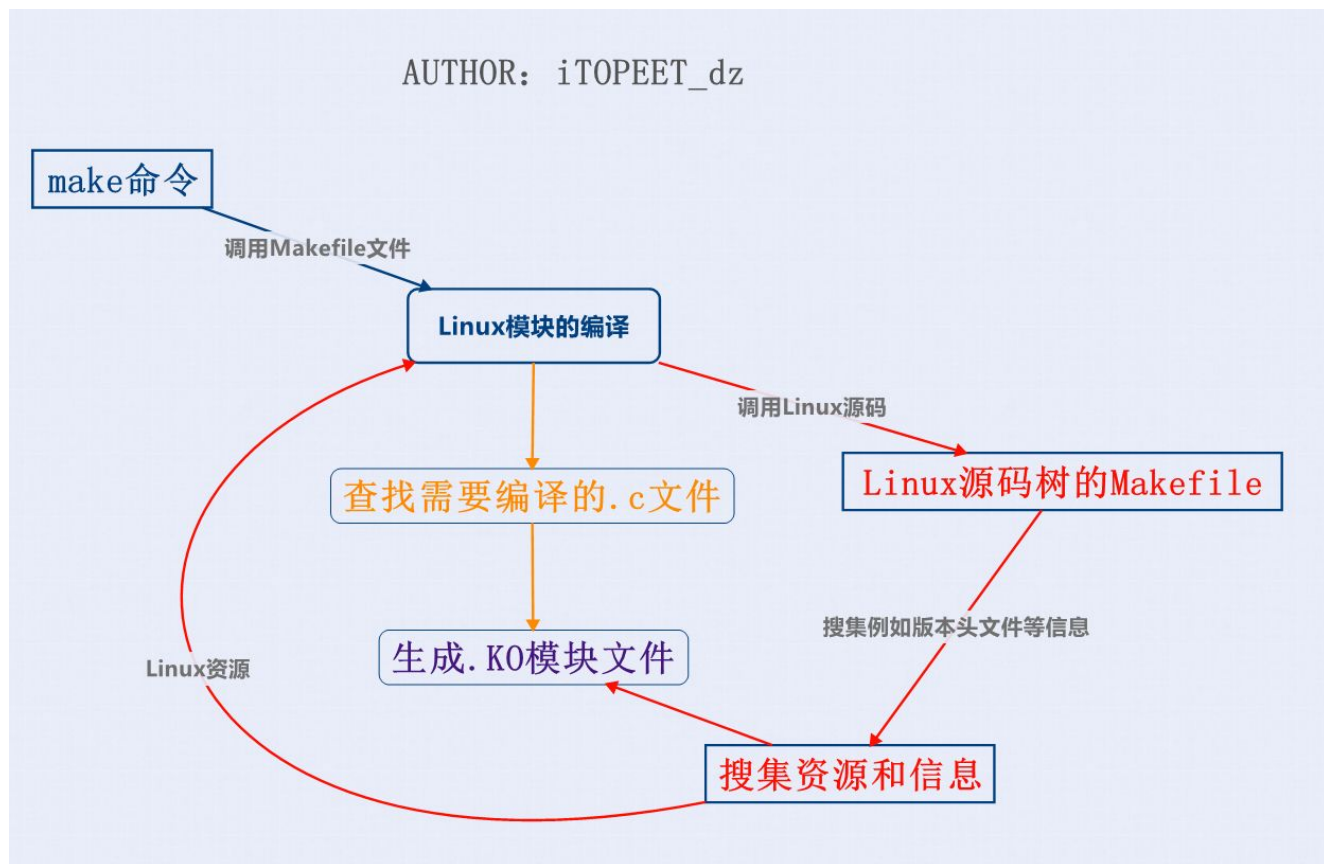 AUTHOR: iTOPEET_dz
make命令
调用Makefile文件
Linux模块的编译
调用Linux源码
查找需要编译的.c文件
Linux源码树的Makefile
搜集例如版本头文件等信息
生成.KO模块文件
Linux资源
搜集资源和信息